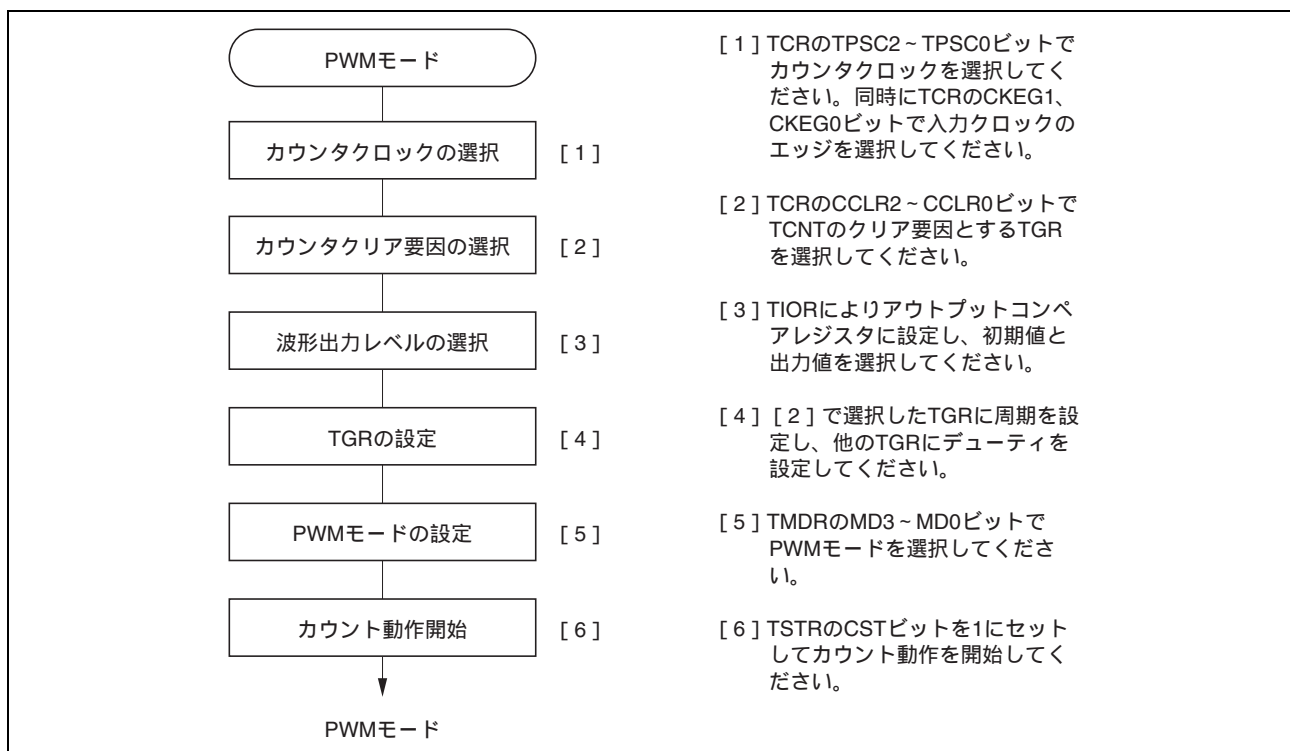 PWMモード
カウンタクロックの選択 [ 1 ]
カウンタクリア要因の選択 [ 2 ]
波形出力レベルの選択 [ 3 ]
TGRの設定 [ 4 ]
PWMモードの設定 [ 5 ]
カウント動作開始 [ 6 ]
PWMモード
[ 1 ] TCRのTPSC2~TPSC0ビットで
カウンタクロックを選択してく
ださい。同時にTCRのCKEG1、
CKEG0ビットで入力クロックの
エッジを選択してください。
[ 2 ] TCRのCCLR2~CCLR0ビットで
TCNTのクリア要因とするTGR
を選択してください。
[ 3 ] TIORによりアウトプットコンペ
アレジスタに設定し、初期値と
出力値を選択してください。
[ 4 ] [ 2 ] で選択したTGRに周期を設
定し、他のTGRにデューティを
設定してください。
[ 5 ] TMDRのMD3~MD0ビットで
PWMモードを選択してくださ
い。
[ 6 ] TSTRのCSTビットを1にセット
してカウント動作を開始してく
ださい。